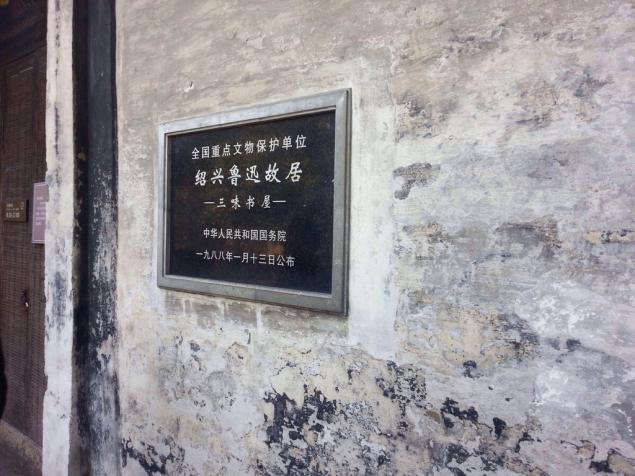 全国重点文物保护单位
绍兴鲁迅故居
—三味书屋—
中华人民共和国国务院
一九八八年一月十三日公布